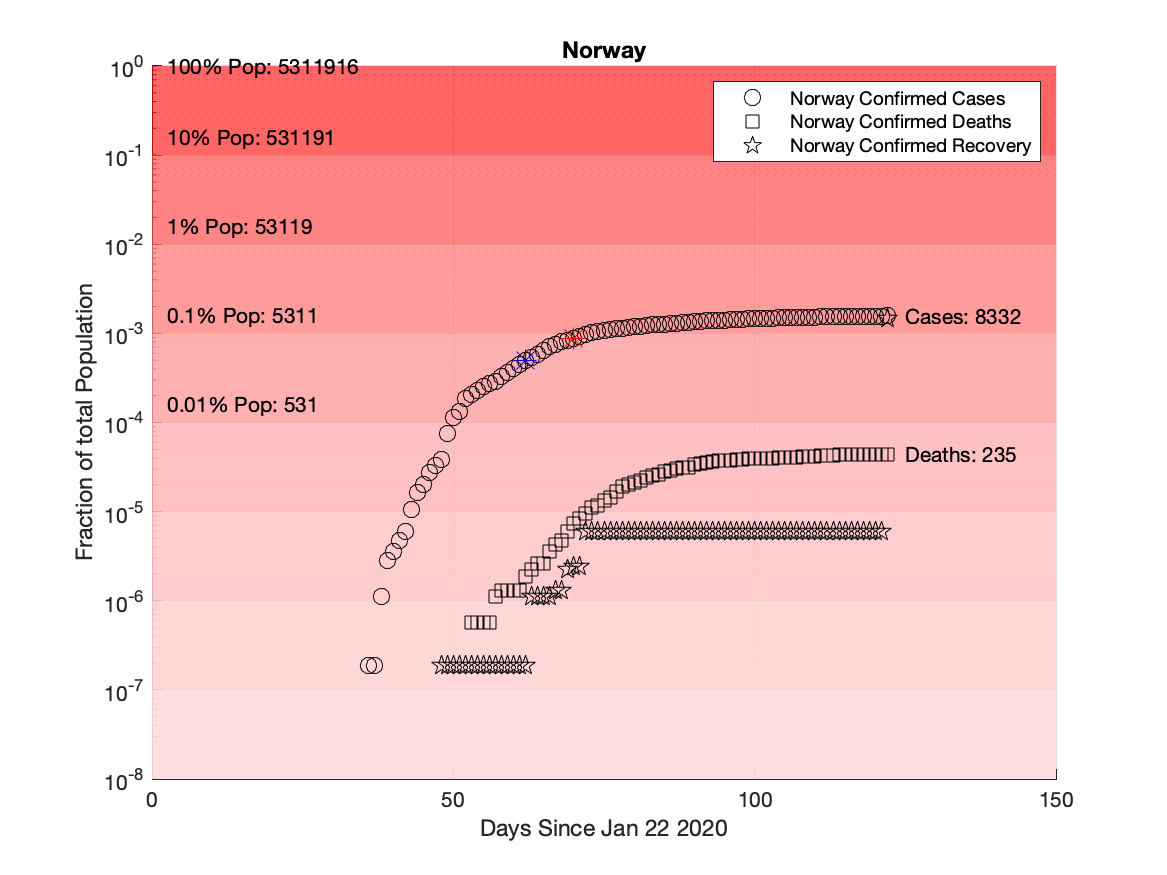 Norway
10^0
100% Pop: 5311916
Norway Confirmed Cases
Norway Confirmed Deaths
Norway Confirmed Recovery
10% Pop: 531191
10^-1
1% Pop: 53119
10^-2
0.1% Pop: 5311
Cases: 8332
10^-3
0.01% Pop: 531
10^-4
Deaths: 235
10^-5
10^-6
10^-7
10^-8
Fraction of total Population
0 50 100 150
Days Since Jan 22 2020